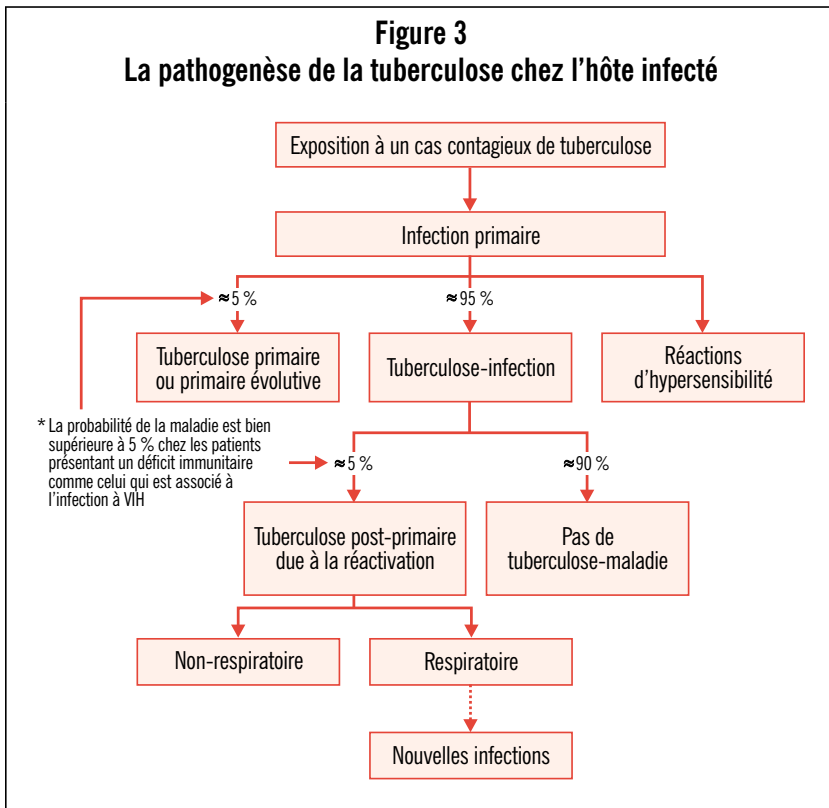 Figure 3
La pathogenèse de la tuberculose chez l'hôte infecté
Exposition à un cas contagieux de tuberculose
Infection primaire
≈5 %
≈95 %
Tuberculose primaire
ou primaire évolutive
Tuberculose-infection
Réactions
d'hypersensibilité
* La probabilité de la maladie est bien
supérieure à 5 % chez les patients
présentant un déficit immunitaire
comme celui qui est associé à
l'infection à VIH
≈5 %
≈90 %
Tuberculose post-primaire
due à la réactivation
Pas de
tuberculose-maladie
Non-respiratoire
Respiratoire
Nouvelles infections